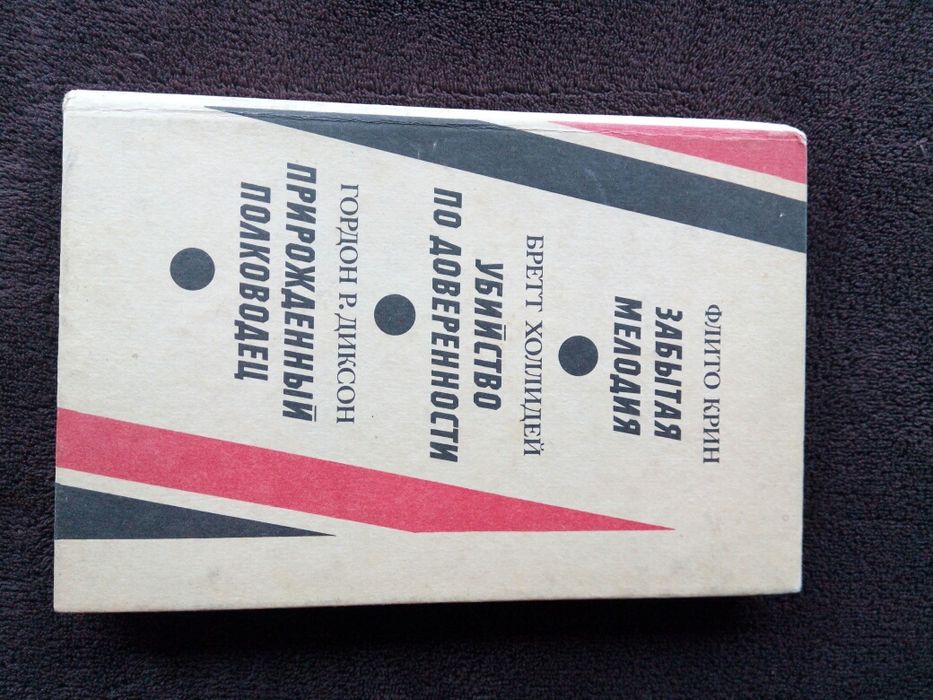 ФЛИТО КРИН
ЗАБЫТАЯ
МЕЛОДИЯ
БРЕТТ ХОЛЛИДЕЙ
УБИЙСТВО
ПО ДОВЕРЕННОСТИ
ГОРДОН Р. ДИКСОН
ПРИРОЖДЕННЫЙ
ПОЛКОВОДЕЦ